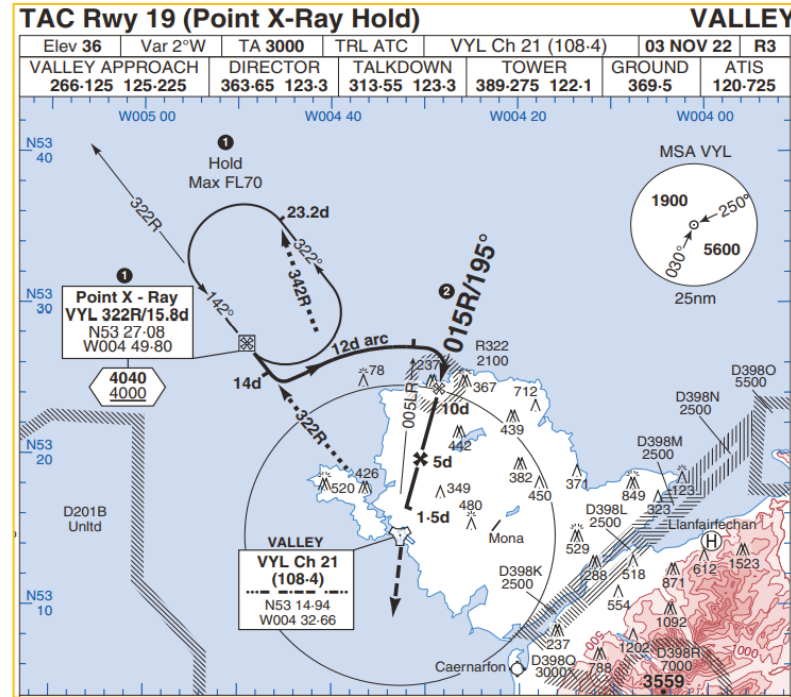 TAC Rwy 19 (Point X-Ray Hold) VALLEY
Elev 36 Var 2°W TA 3000 TRL ATC VYL Ch 21 (108·4) 03 NOV 22 R3
VALLEY APPROACH DIRECTOR TALKDOWN TOWER GROUND ATIS
266·125 125·225 363·65 123·3 313·55 123·3 389·275 122·1 369·5 120·725
W005 00 W004 40 W004 20 W004 00
N53
40
1
Hold
Max FL70
MSA VYL
1900
250°
030°
5600
25nm
23.2d
322R
322°
342R
142°
2
015R/195°
N53
30
1
Point X - Ray
VYL 322R/15.8d
N53 27·08
W004 49·80
4040
4000
12d arc
14d
R322
2100
237
78
367
10d
005LR
322R
712
439
442
D398O
5500
D398N
2500
D398M
2500
N53
20
5d
382
450
371
849
123
323
520
426
349
480
1·5d
Mona
D201B
Unltd
D398L
2500
Llanfairfechan
H
529
288
518
612
1523
871
VALLEY
VYL Ch 21
(108·4)
N53 14·94
W004 32·66
D398K
2500
554
1092
N53
10
500
237
1202
1000
D398Q
3000
788
D398R
7000
Caernarfon
3559